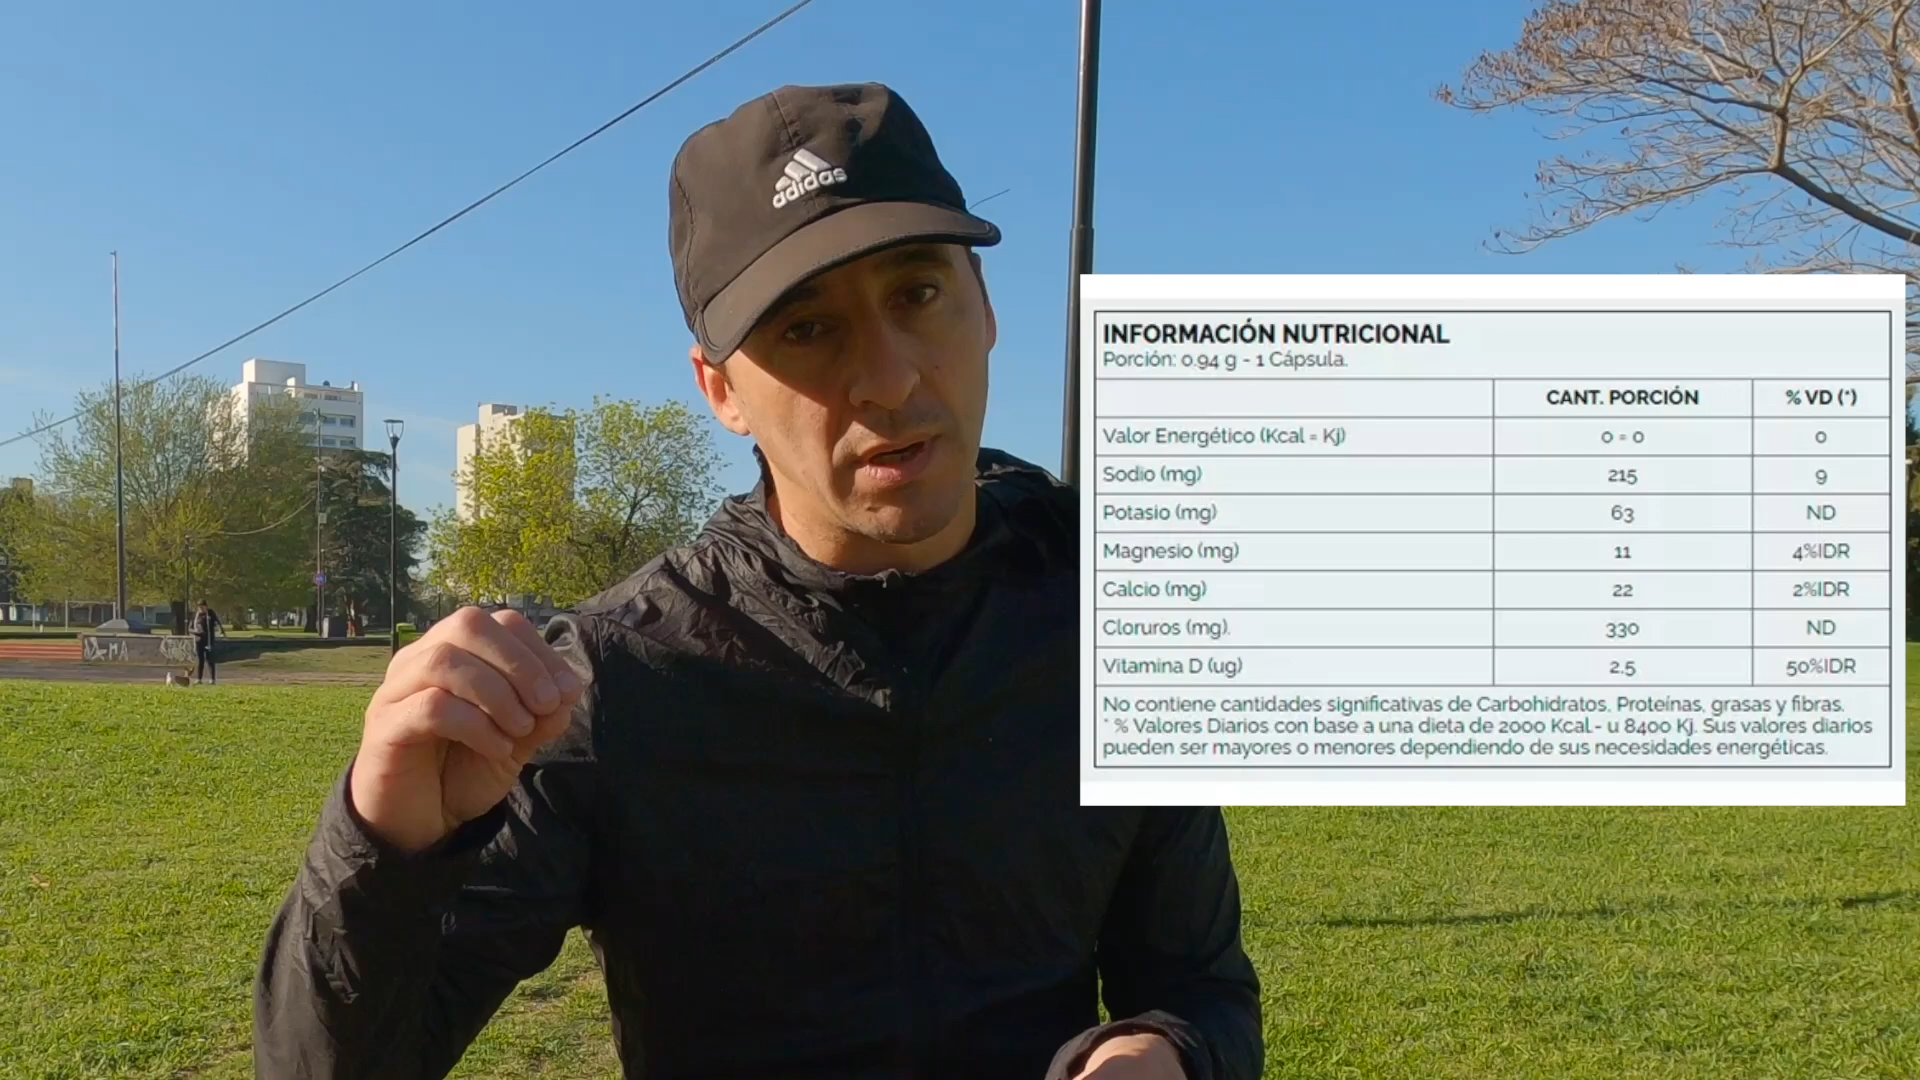 adidas
INFORMACIÓN NUTRICIONAL
Porción: 0.94 g - 1 Cápsula.
CANT. PORCIÓN % VD (*)
Valor Energético (Kcal = Kj) 0 = 0 0
Sodio (mg) 215 9
Potasio (mg) 63 ND
Magnesio (mg) 11 4%IDR
Calcio (mg) 22 2%IDR
Cloruros (mg). 330 ND
Vitamina D (ug) 2.5 50%IDR
No contiene cantidades significativas de Carbohidratos, Proteínas, grasas y fibras.
* % Valores Diarios con base a una dieta de 2000 Kcal.- u 8400 Kj. Sus valores diarios
pueden ser mayores o menores dependiendo de sus necesidades energéticas.